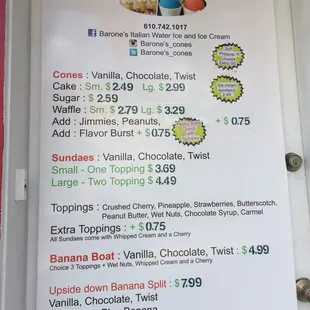 610.742.1017
Barone's Italian Water Ice and Ice Cream
Barone's_cones
Barone's_cones
Soft
Pretzels
Cones : Vanilla, Chocolate, Twist
Cake : Sm. $ 2.49 Lg. $ 2.99
Ice cream
Sandwich
Sugar : $ 2.59
Waffle : Sm. $ 2.79 Lg. $ 3.29
Add : Jimmies, Peanuts, + $ 0.75
Add : Flavor Burst + $ 0.75
Sundaes : Vanilla, Chocolate, Twist
Small - One Topping $ 3.69
Large - Two Topping $ 4.49
Toppings : Crushed Cherry, Pineapple, Strawberries, Butterscotch,
Peanut Butter, Wet Nuts, Chocolate Syrup, Carmel
Extra Toppings : + $ 0.75
All Sundaes come with Whipped Cream and a Cherry
Banana Boat : Vanilla, Chocolate, Twist : $ 4.99
Choice 3 Toppings + Wet Nuts, Whipped Cream and a Cherry
Upside down Banana Split : $ 7.99
Vanilla, Chocolate, Twist